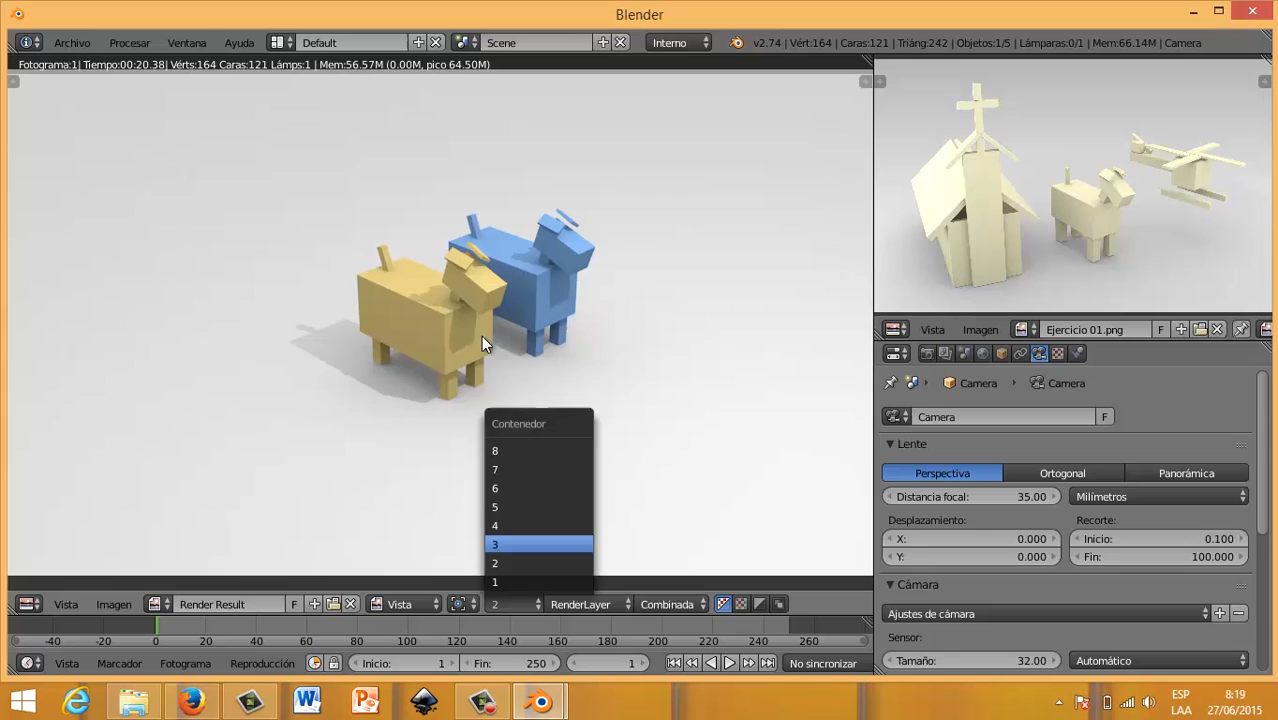 Blender
Archivo Procesar Ventana Ayuda Default Scene Interno v2.74 | Vért:164 | Caras:121 | Triáng:242 | Objetos:1/5 | Lámparas:0/1 | Mem:66.14M | Camera
Fotograma:1| Tiempo:00:20.38| Vérts:164 Caras:121 Lámps:1 | Mem:56.57M (0.00M, pico 64.50M)
Vista Imagen Ejercicio 01.png F
Camera Camera
Camera F
Lente
Perspectiva Ortogonal Panorámica
Distancia focal: 35.00 Milímetros
Desplazamiento: Recorte:
X: 0.000 Inicio: 0.100
Y: 0.000 Fin: 100.000
Cámara
Ajustes de cámara
Sensor:
Tamaño: 32.00 Automático
Contenedor
8
7
6
5
4
3
2
1
Vista Imagen Render Result F Vista 2 RenderLayer Combinada
-40 -20 0 20 40 60 80 100 120 140 160 180 200 220 240 260
Vista Marcador Fotograma Reproducción Inicio: 1 Fin: 250 1 No sincronizar
ESP 8:19
LAA 27/06/2015